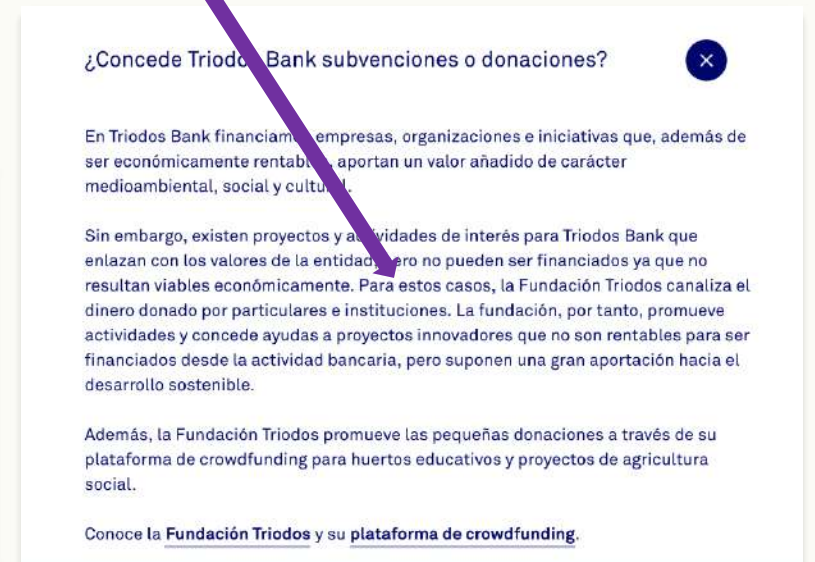 ¿Concede Triodos Bank subvenciones o donaciones?
En Triodos Bank financiamos empresas, organizaciones e iniciativas que, además de
ser económicamente rentables, aportan un valor añadido de carácter
medioambiental, social y cultural.
Sin embargo, existen proyectos y actividades de interés para Triodos Bank que
enlazan con los valores de la entidad, pero no pueden ser financiados ya que no
resultan viables económicamente. Para estos casos, la Fundación Triodos canaliza el
dinero donado por particulares e instituciones. La fundación, por tanto, promueve
actividades y concede ayudas a proyectos innovadores que no son rentables para ser
financiados desde la actividad bancaria, pero suponen una gran aportación hacia el
desarrollo sostenible.
Además, la Fundación Triodos promueve las pequeñas donaciones a través de su
plataforma de crowdfunding para huertos educativos y proyectos de agricultura
social.
Conoce la Fundación Triodos y su plataforma de crowdfunding.